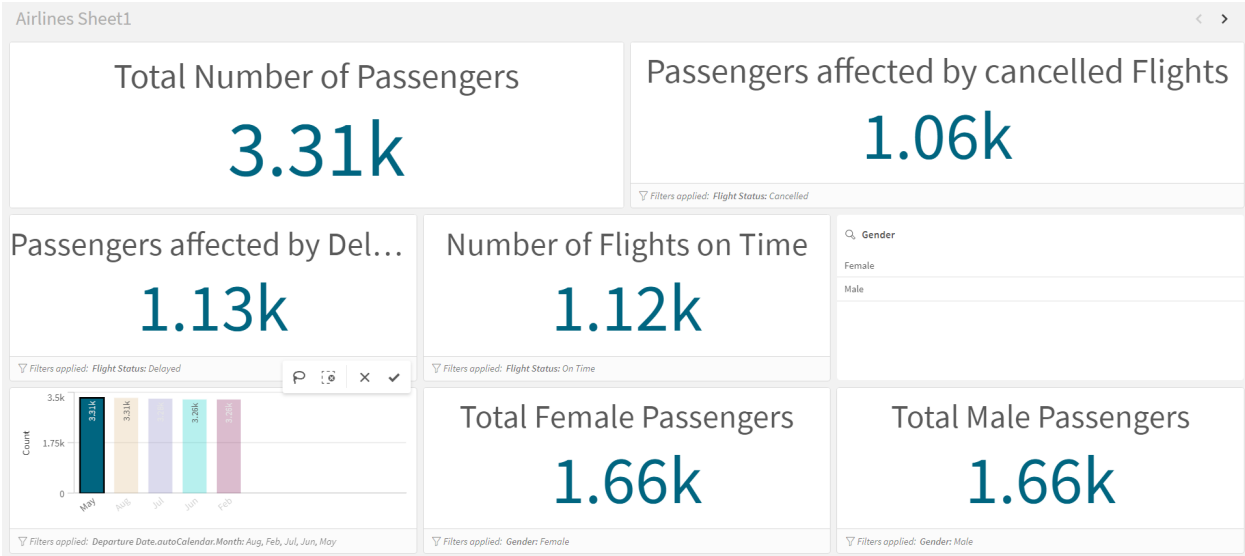 Airlines Sheet1
Total Number of Passengers
3.31k
Passengers affected by cancelled Flights
1.06k
Filters applied: Flight Status: Cancelled
Passengers affected by Del...
1.13k
Filters applied: Flight Status: Delayed
Number of Flights on Time
1.12k
Filters applied: Flight Status: On Time
Gender
Female
Male
3.5k
1.75k
0
Count
3.31k
3.31k
3.26k
May
Aug
Jul
Jun
Feb
Filters applied: Departure Date.autoCalendar.Month: Aug, Feb, Jul, Jun, May
Total Female Passengers
1.66k
Filters applied: Gender: Female
Total Male Passengers
1.66k
Filters applied: Gender: Male